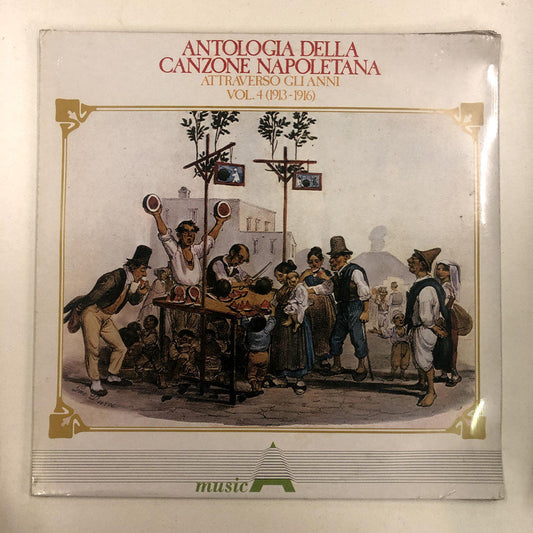 ANTOLOGIA DELLA
CANZONE NAPOLETANA
ATTRAVERSO GLI ANNI
VOL. 4 (1913-1916)
music A